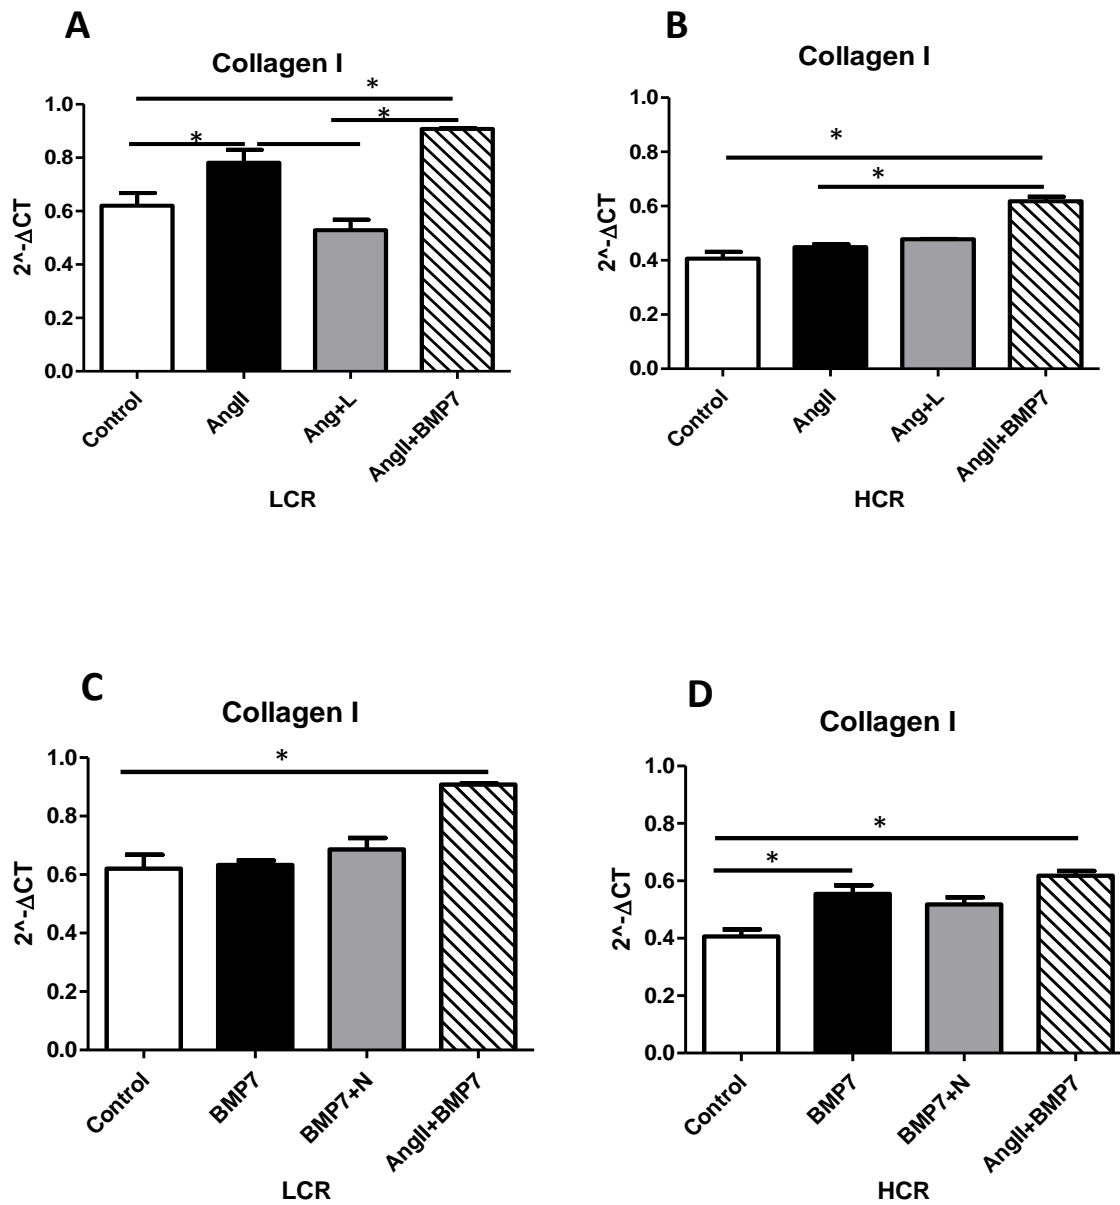 A
Collagen I
*
*
*
1.0
0.8
0.6
0.4
0.2
0.0
2^-ΔCT
Control
AngII
Ang+L
AngII+BMP7
LCR
B
Collagen I
*
*
1.0
0.8
0.6
0.4
0.2
0.0
2^-ΔCT
Control
AngII
Ang+L
AngII+BMP7
HCR
C
Collagen I
*
1.0
0.8
0.6
0.4
0.2
0.0
2^-ΔCT
Control
BMP7
BMP7+N
AngII+BMP7
LCR
D
Collagen I
*
*
1.0
0.8
0.6
0.4
0.2
0.0
2^-ΔCT
Control
BMP7
BMP7+N
AngII+BMP7
HCR